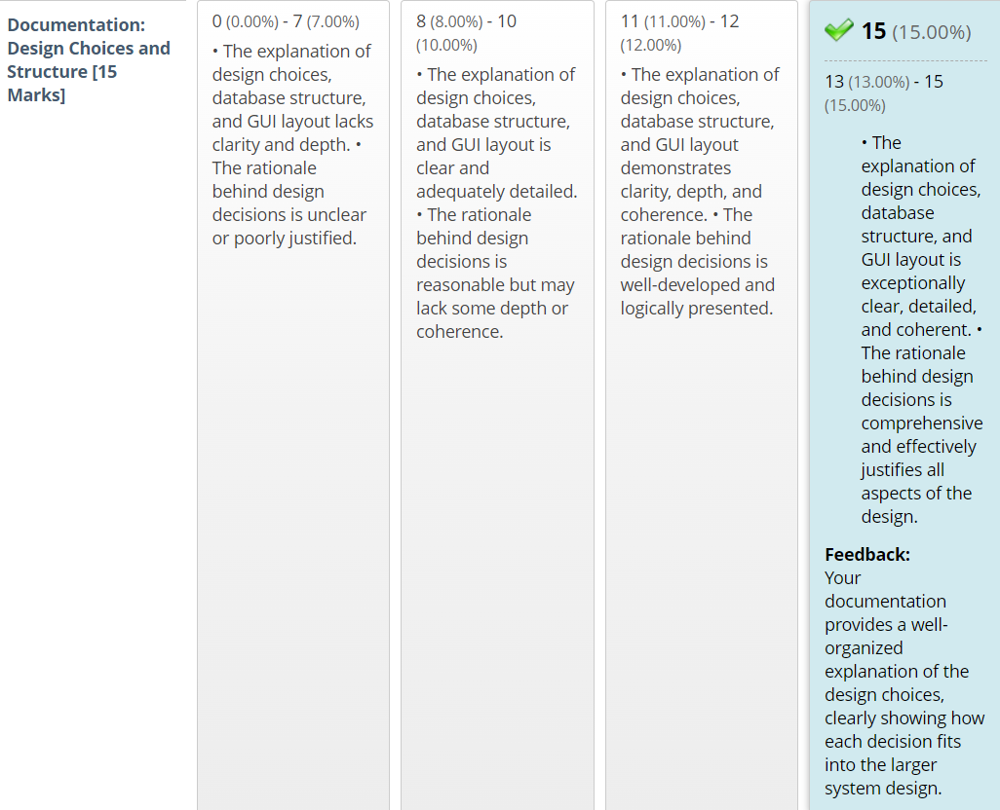 Documentation:
Design Choices and
Structure [15
Marks]
0 (0.00%) - 7 (7.00%)
• The explanation of
design choices,
database structure,
and GUI layout lacks
clarity and depth. •
The rationale
behind design
decisions is unclear
or poorly justified.
8 (8.00%) - 10
(10.00%)
• The explanation of
design choices,
database structure,
and GUI layout is
clear and
adequately detailed.
• The rationale
behind design
decisions is
reasonable but may
lack some depth or
coherence.
11 (11.00%) - 12
(12.00%)
• The explanation of
design choices,
database structure,
and GUI layout
demonstrates
clarity, depth, and
coherence. • The
rationale behind
design decisions is
well-developed and
logically presented.
15 (15.00%)
13 (13.00%) - 15
(15.00%)
• The
explanation of
design choices,
database
structure, and
GUI layout is
exceptionally
clear, detailed,
and coherent. •
The rationale
behind design
decisions is
comprehensive
and effectively
justifies all
aspects of the
design.
Feedback:
Your
documentation
provides a well-
organized
explanation of the
design choices,
clearly showing how
each decision fits
into the larger
system design.